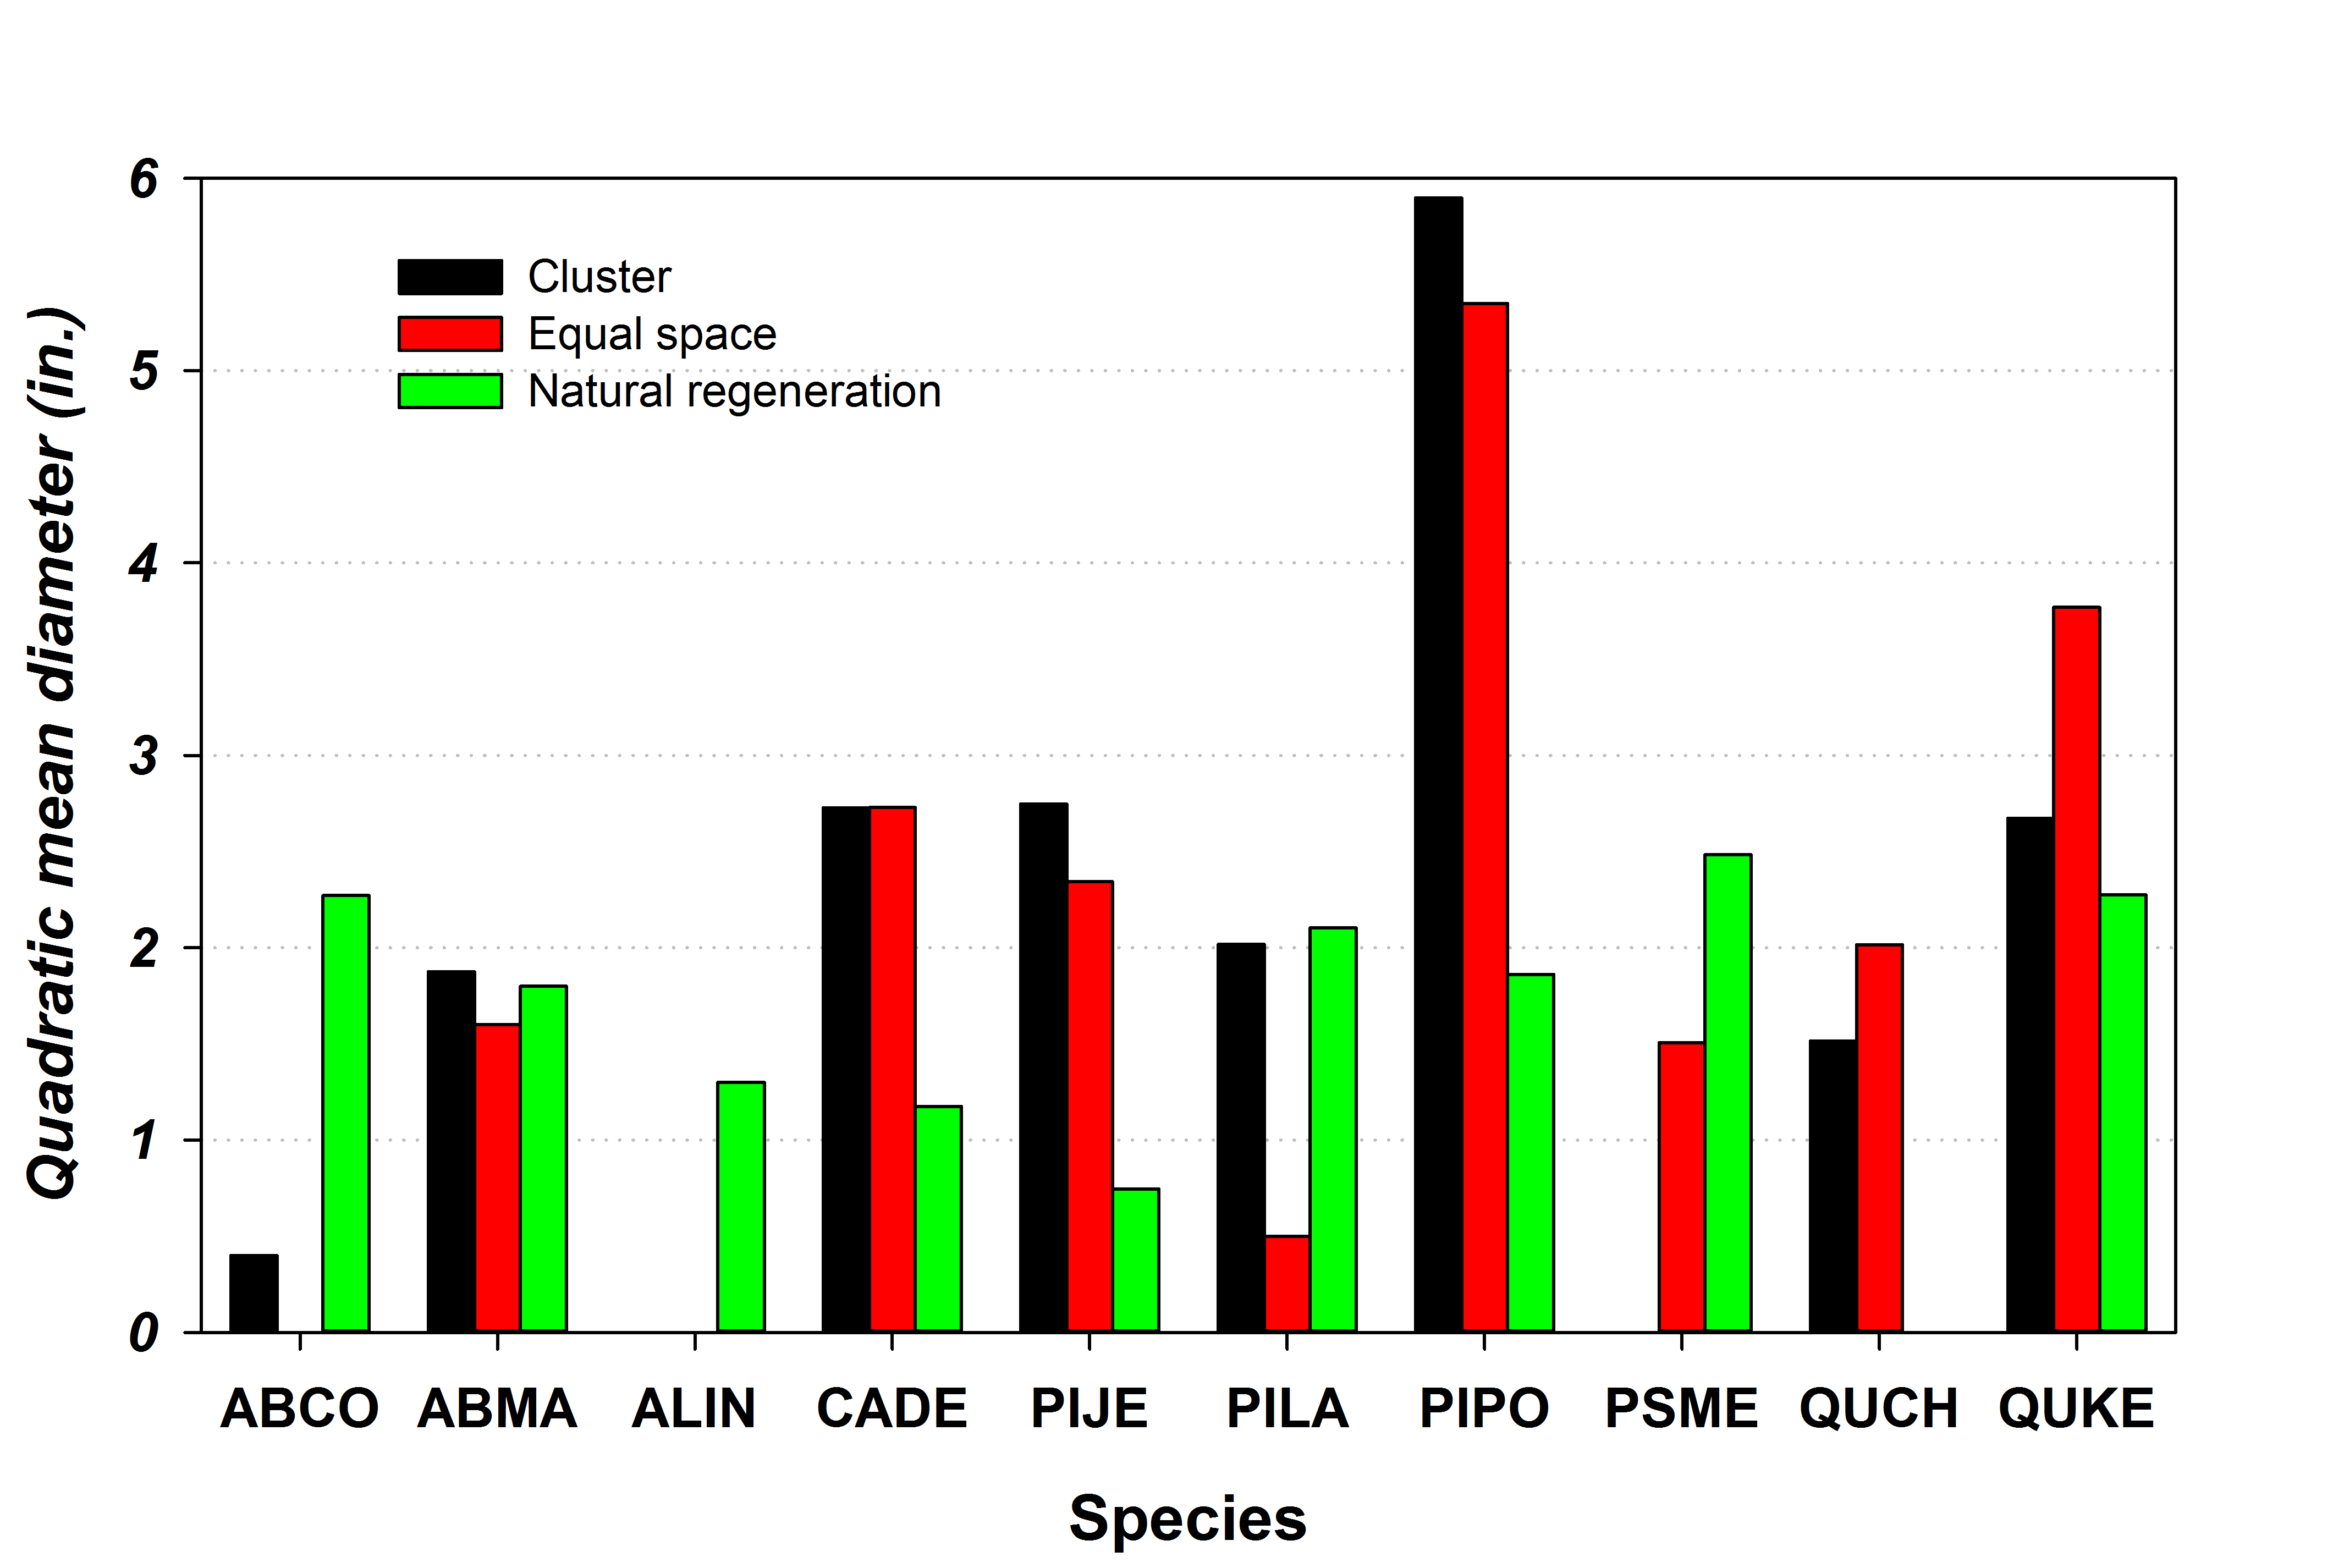 Quadratic mean diameter (in.)
6
5
4
3
2
1
0
Cluster
Equal space
Natural regeneration
ABCO ABMA ALIN CADE PIJE PILA PIPO PSME QUCH QUKE
Species